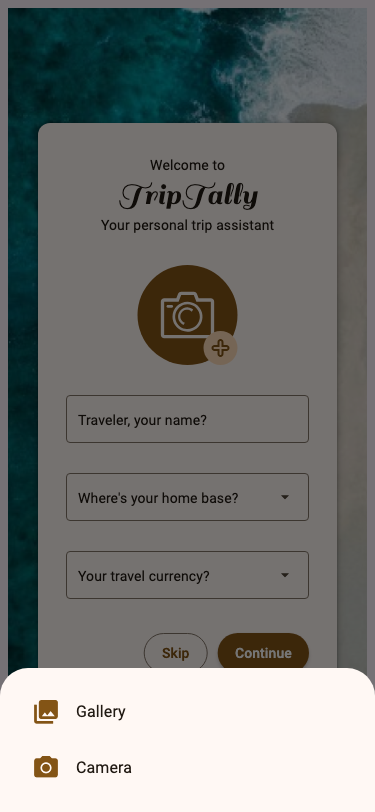 Welcome to
TripTally
Your personal trip assistant
Traveler, your name?
Where's your home base?
Your travel currency?
Skip
Continue
Gallery
Camera